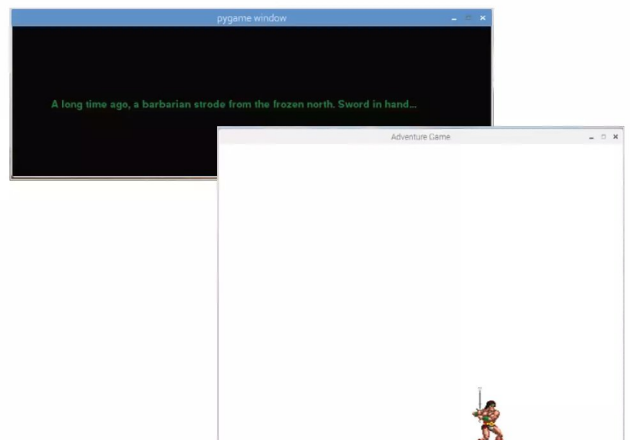 pygame window
A long time ago, a barbarian strode from the frozen north. Sword in hand...
Adventure Game